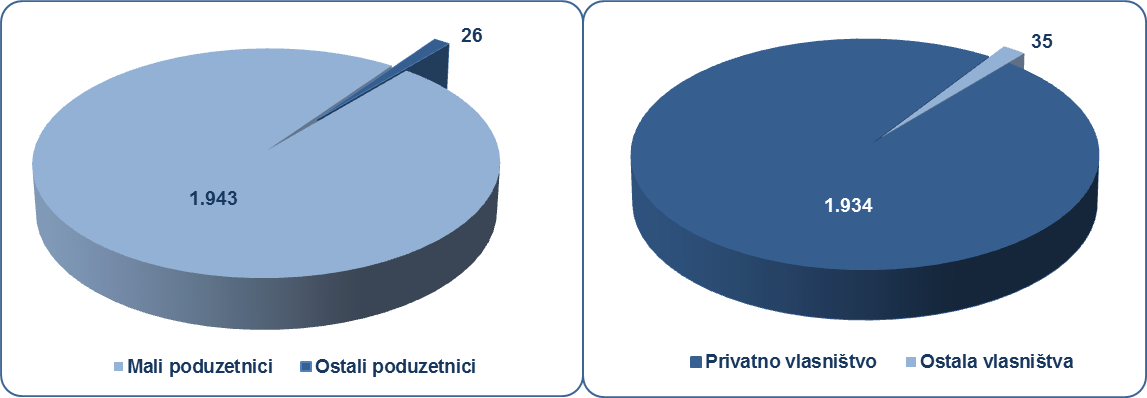 26
1.943
Mali poduzetnici Ostali poduzetnici
35
1.934
Privatno vlasništvo Ostala vlasništva